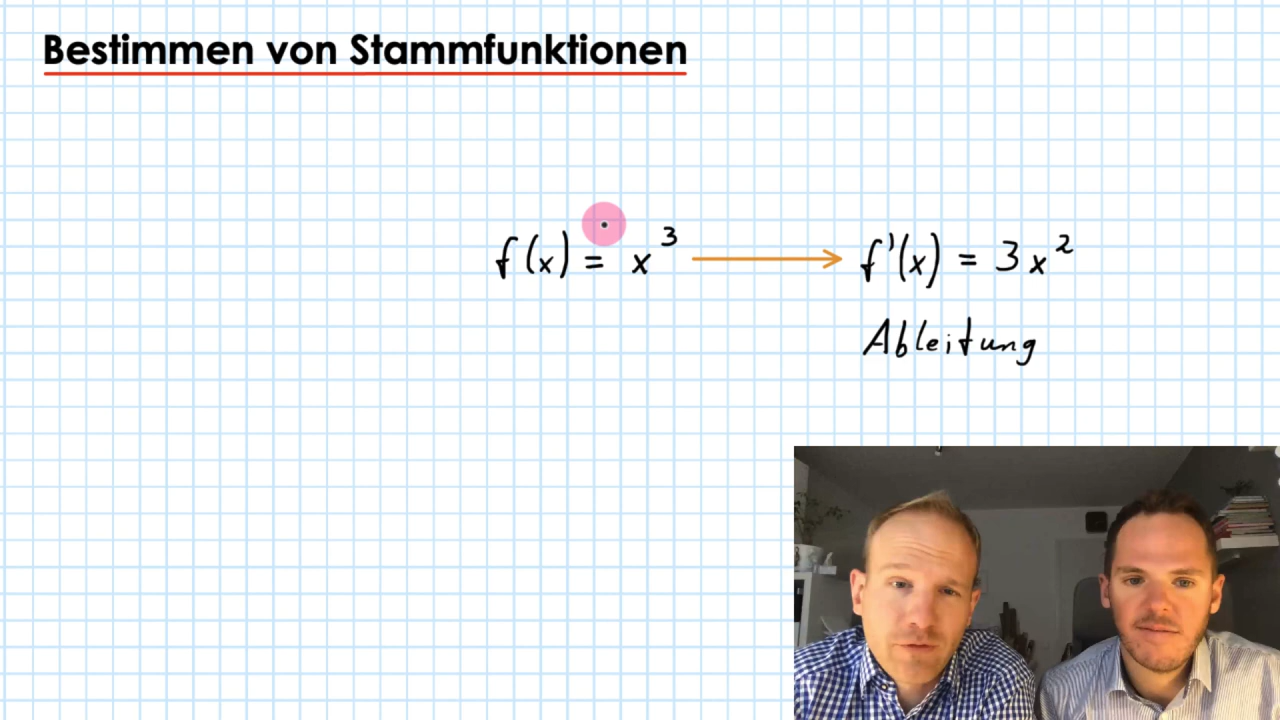 Bestimmen von Stammfunktionen
f(x) = x³ → f'(x) = 3x²
Ableitung